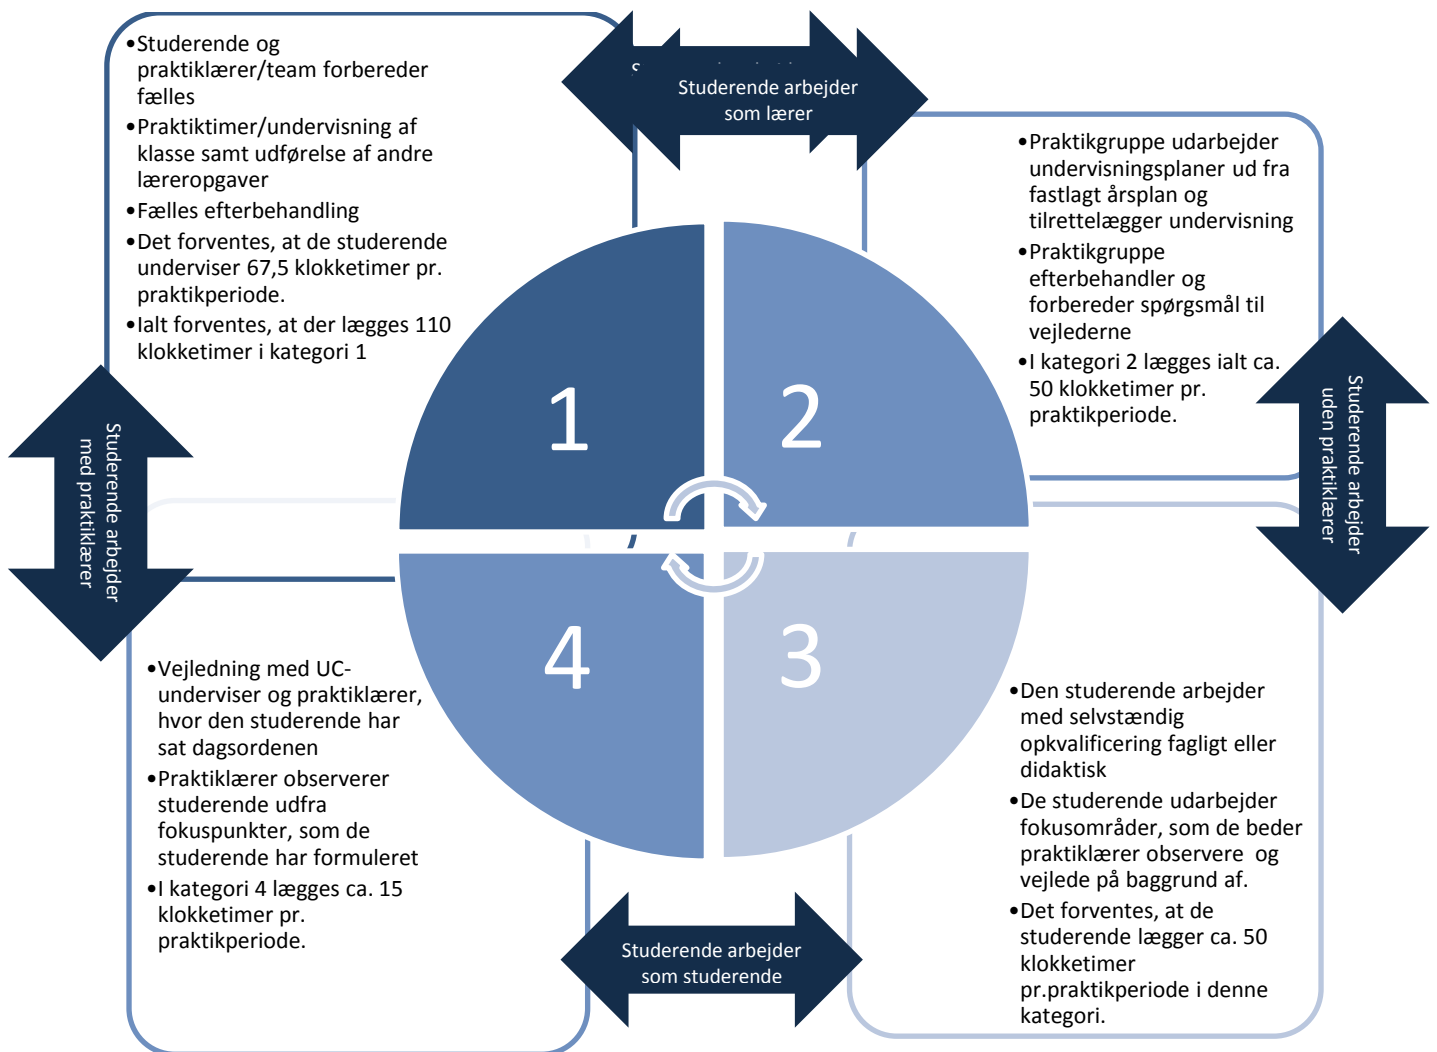 •Studerende og
praktiklærer/team forbereder
fælles
•Praktiktimer/undervisning af
klasse samt udførelse af andre
læreropgaver
•Fælles efterbehandling
•Det forventes, at de studerende
underviser 67,5 klokketimer pr.
praktikperiode.
•Ialt forventes, at der lægges 110
klokketimer i kategori 1
Studerende arbejder
som lærer
•Praktikgruppe udarbejder
undervisningsplaner ud fra
fastlagt årsplan og
tilrettelægger undervisning
•Praktikgruppe
efterbehandler og
forbereder spørgsmål til
vejlederne
•I kategori 2 lægges ialt ca.
50 klokketimer pr.
praktikperiode.
Studerende arbejder
med praktiklærer
1
2
Studerende arbejder
uden praktiklærer
4
3
•Vejledning med UC-
underviser og praktiklærer,
hvor den studerende har
sat dagsordenen
•Praktiklærer observerer
studerende udfra
fokuspunkter, som de
studerende har formuleret
•I kategori 4 lægges ca. 15
klokketimer pr.
praktikperiode.
Studerende arbejder
som studerende
•Den studerende arbejder
med selvstændig
opkvalificering fagligt eller
didaktisk
•De studerende udarbejder
fokusområder, som de beder
praktiklærer observere  og
vejlede på baggrund af.
•Det forventes, at de
studerende lægger ca. 50
klokketimer
pr.praktikperiode i denne
kategori.